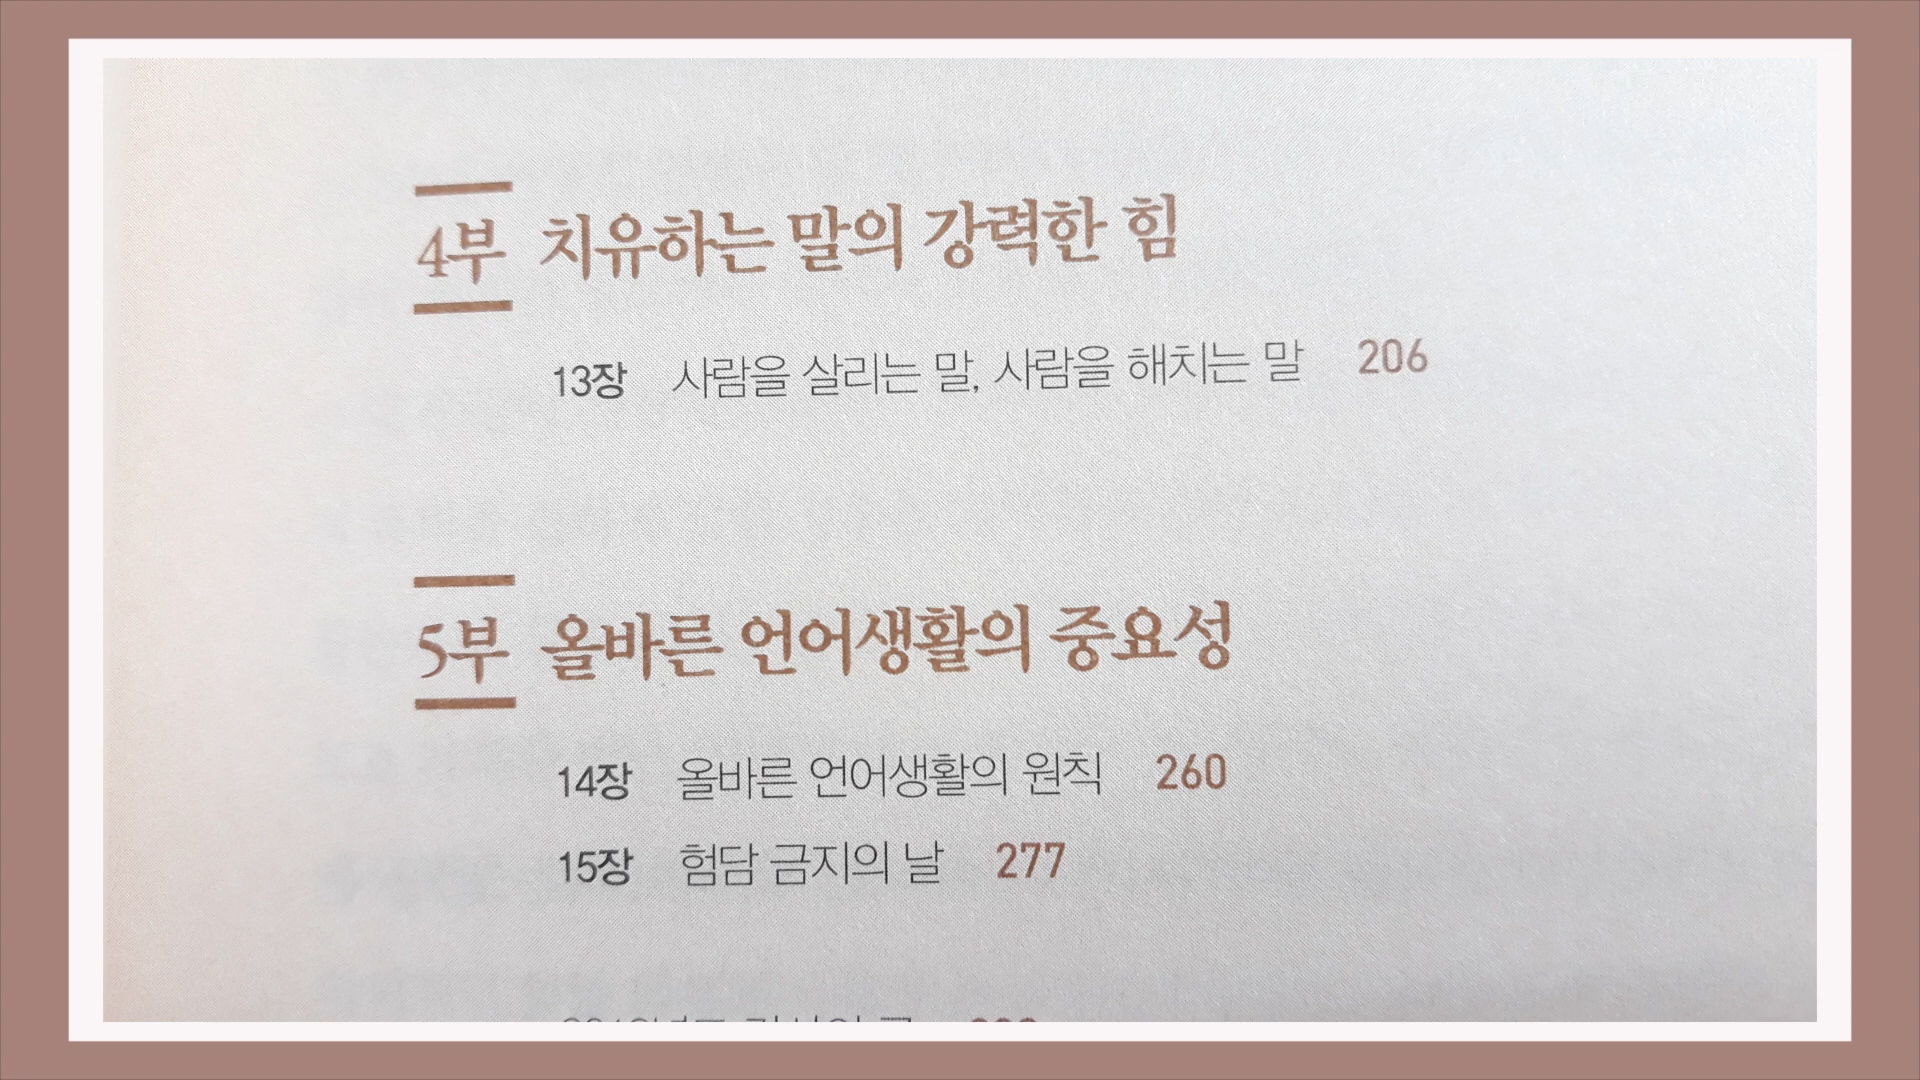 4부 치유하는 말의 강력한 힘
13장 사람을 살리는 말, 사람을 해치는 말 206
5부 올바른 언어생활의 중요성
14장 올바른 언어생활의 원칙 260
15장 험담 금지의 날 277